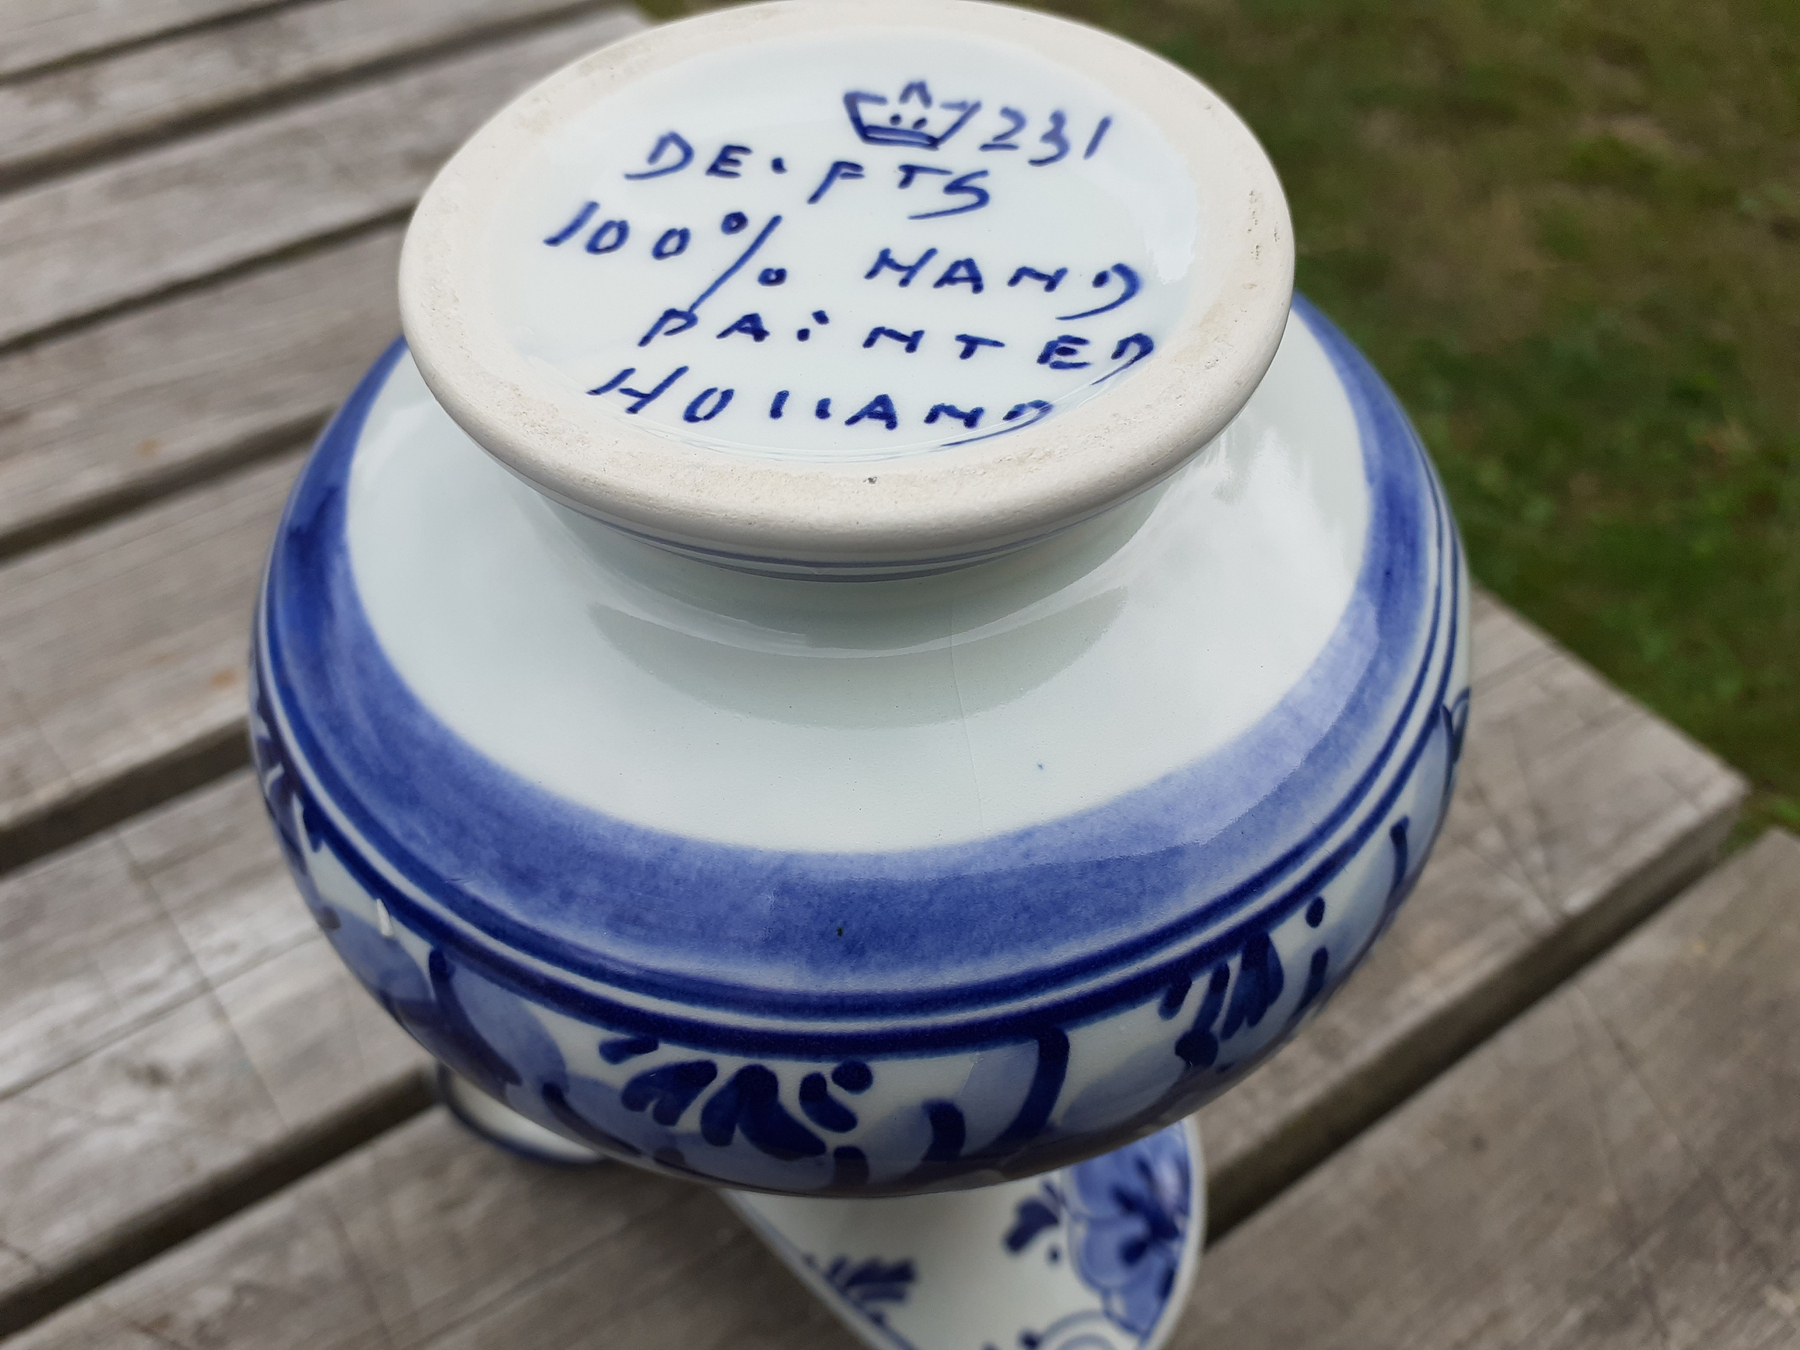 231
DElFTS
100% HAND
PAiNTED
HOllAND